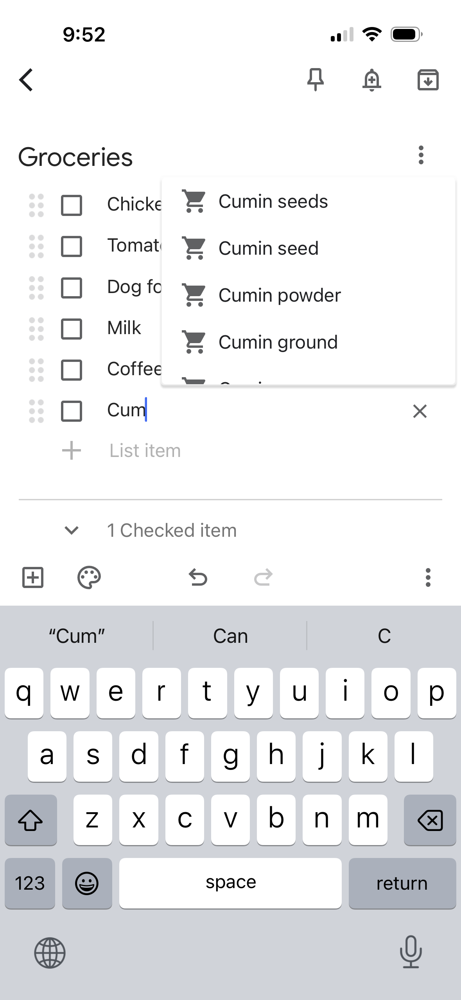 9:52
Groceries
Chicke
Cumin seeds
Tomat
Cumin seed
Dog fo
Cumin powder
Milk
Cumin ground
Coffee
Cum
List item
1 Checked item
“Cum” Can C
q w e r t y u i o p
a s d f g h j k l
z x c v b n m
123 space return